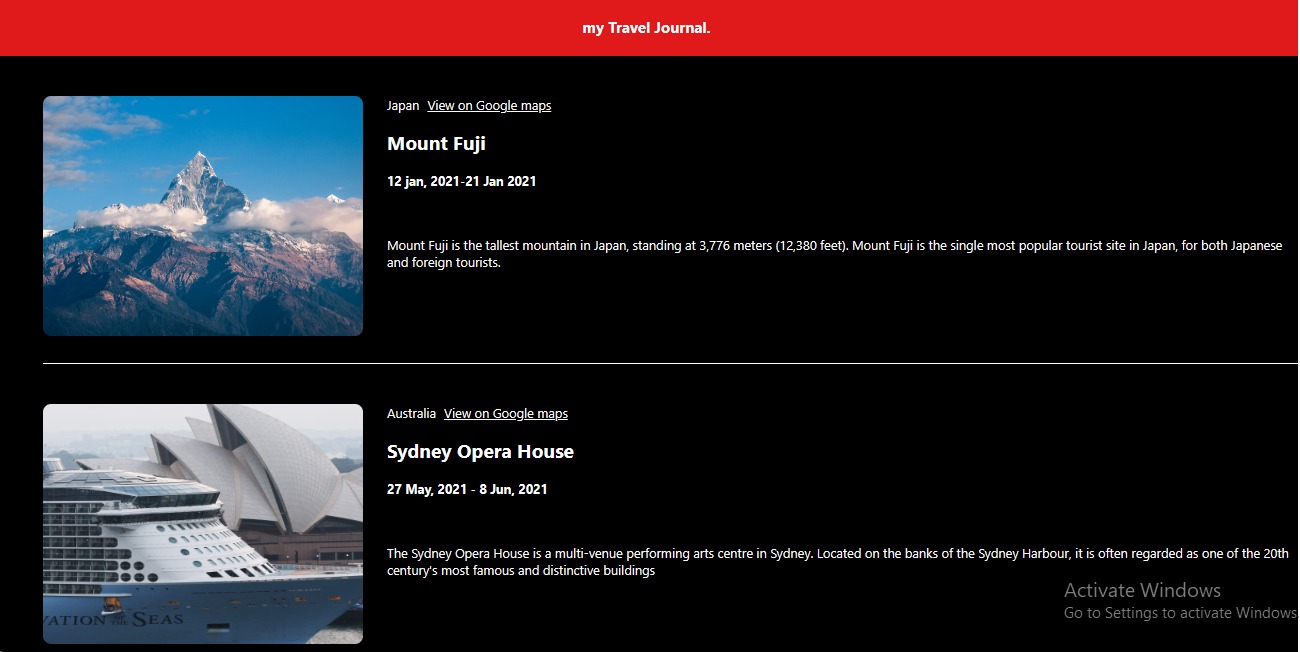 my Travel Journal.
Japan View on Google maps
Mount Fuji
12 jan, 2021-21 Jan 2021
Mount Fuji is the tallest mountain in Japan, standing at 3,776 meters (12,380 feet). Mount Fuji is the single most popular tourist site in Japan, for both Japanese
and foreign tourists.
Australia View on Google maps
Sydney Opera House
27 May, 2021 - 8 Jun, 2021
The Sydney Opera House is a multi-venue performing arts centre in Sydney. Located on the banks of the Sydney Harbour, it is often regarded as one of the 20th
century's most famous and distinctive buildings
VATION OF THE SEAS
Activate Windows
Go to Settings to activate Windows